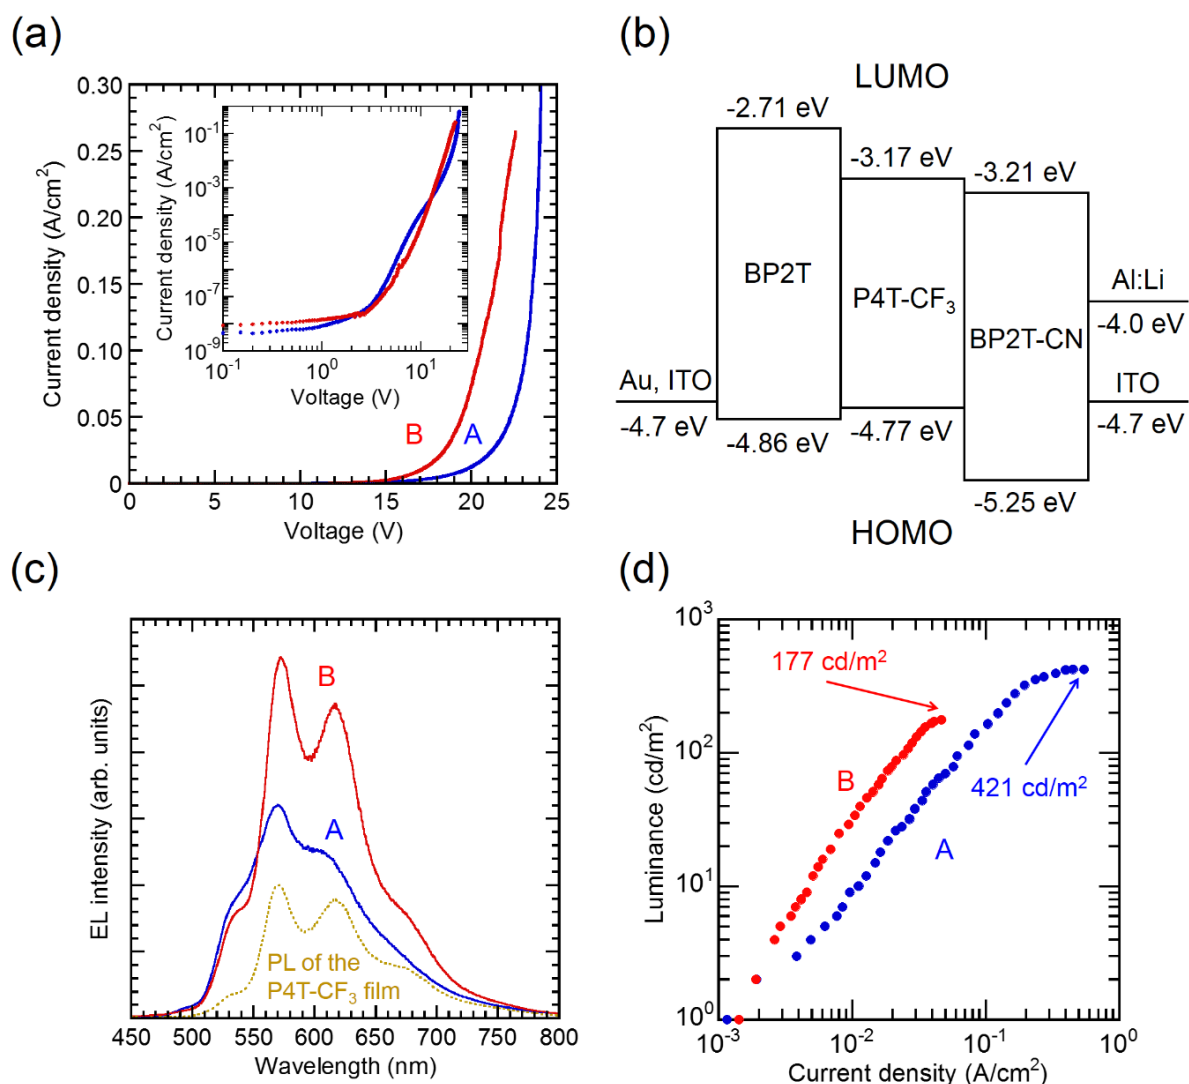 (a)
0.30
0.25
0.20
0.15
0.10
0.05
0
0 5 10 15 20 25
Voltage (V)
Current density (A/cm²)
10⁻¹
10⁻³
10⁻⁵
10⁻⁷
10⁻⁹
10⁻¹ 10⁰ 10¹
Voltage (V)
Current density (A/cm²)
B A
(b)
LUMO
-2.71 eV
-3.17 eV
-3.21 eV
BP2T
P4T-CF₃
BP2T-CN
Al:Li
-4.0 eV
Au, ITO
-4.7 eV
ITO
-4.7 eV
-4.86 eV
-4.77 eV
-5.25 eV
HOMO
(c)
EL intensity (arb. units)
B
A
PL of the
P4T-CF₃ film
450 500 550 600 650 700 750 800
Wavelength (nm)
(d)
10³
10²
10¹
10⁰
Luminance (cd/m²)
177 cd/m²
B
421 cd/m²
A
10⁻³ 10⁻² 10⁻¹ 10⁰
Current density (A/cm²)